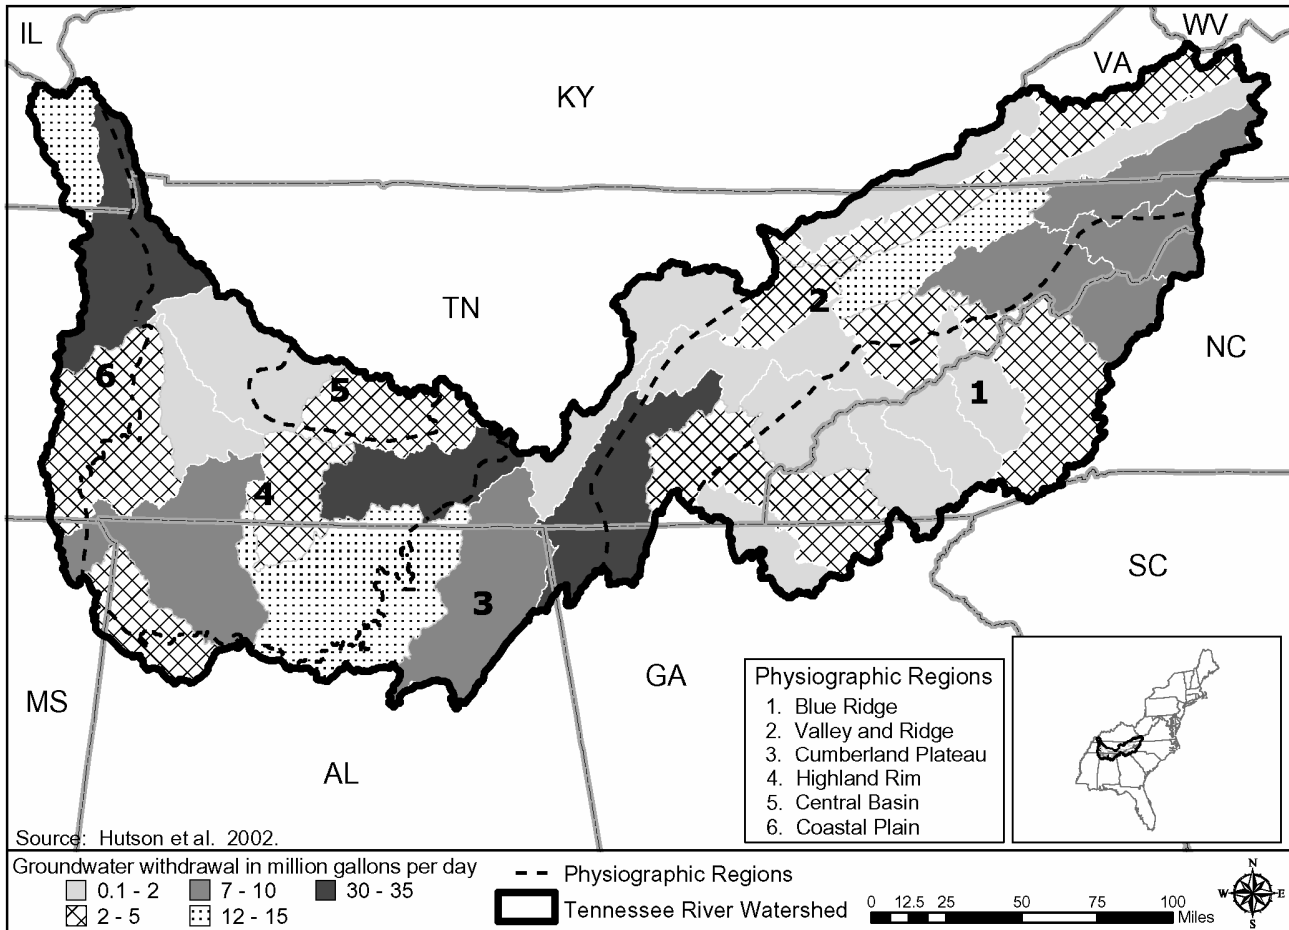 IL
WV
VA
KY
TN
NC
2
6
5
1
4
3
SC
GA
MS
AL
Physiographic Regions
1. Blue Ridge
2. Valley and Ridge
3. Cumberland Plateau
4. Highland Rim
5. Central Basin
6. Coastal Plain
Source: Hutson et al. 2002.
Groundwater withdrawal in million gallons per day
0.1 - 2
7 - 10
30 - 35
2 - 5
12 - 15
Physiographic Regions
Tennessee River Watershed
0 12.5 25 50 75 100
Miles
N
W E
S